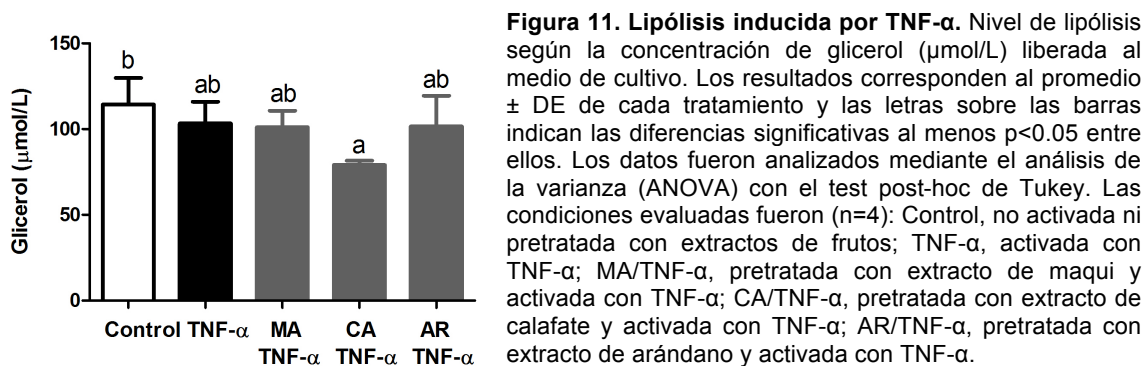 150
100
50
0
Glicerol (μmol/L)
b
ab
ab
a
ab
Control TNF-α MA CA AR
TNF-α TNF-α TNF-α
Figura 11. Lipólisis inducida por TNF-α. Nivel de lipólisis
según la concentración de glicerol (μmol/L) liberada al
medio de cultivo. Los resultados corresponden al promedio
± DE de cada tratamiento y las letras sobre las barras
indican las diferencias significativas al menos p<0.05 entre
ellos. Los datos fueron analizados mediante el análisis de
la varianza (ANOVA) con el test post-hoc de Tukey. Las
condiciones evaluadas fueron (n=4): Control, no activada ni
pretratada con extractos de frutos; TNF-α, activada con
TNF-α; MA/TNF-α, pretratada con extracto de maqui y
activada con TNF-α; CA/TNF-α, pretratada con extracto de
calafate y activada con TNF-α; AR/TNF-α, pretratada con
extracto de arándano y activada con TNF-α.